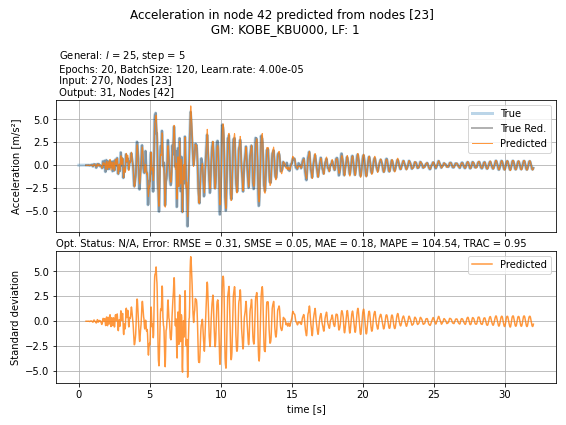 Acceleration in node 42 predicted from nodes [23]
GM: KOBE_KBU000, LF: 1
General: l = 25, step = 5
Epochs: 20, BatchSize: 120, Learn.rate: 4.00e-05
Input: 270, Nodes [23]
Output: 31, Nodes [42]
Acceleration [m/s²]
5.0
2.5
0.0
−2.5
−5.0
True
True Red.
Predicted
Opt. Status: N/A, Error: RMSE = 0.31, SMSE = 0.05, MAE = 0.18, MAPE = 104.54, TRAC = 0.95
Standard deviation
5.0
2.5
0.0
−2.5
−5.0
Predicted
0 5 10 15 20 25 30
time [s]